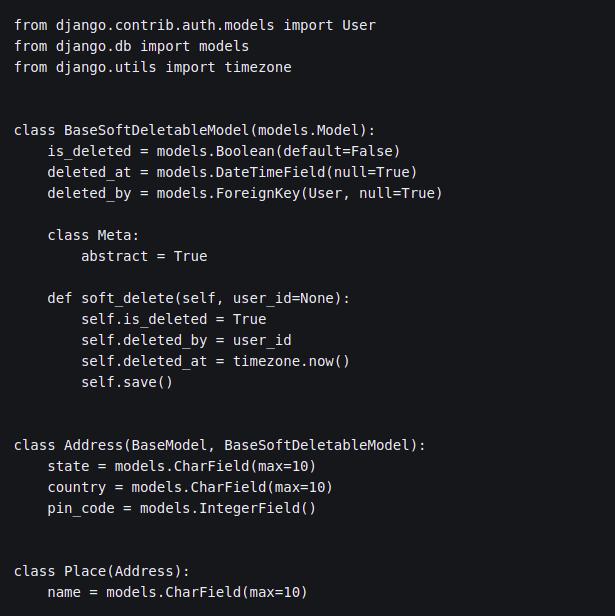 from django.contrib.auth.models import User
from django.db import models
from django.utils import timezone
class BaseSoftDeletableModel(models.Model):
    is_deleted = models.Boolean(default=False)
    deleted_at = models.DateTimeField(null=True)
    deleted_by = models.ForeignKey(User, null=True)
    class Meta:
        abstract = True
    def soft_delete(self, user_id=None):
        self.is_deleted = True
        self.deleted_by = user_id
        self.deleted_at = timezone.now()
        self.save()
class Address(BaseModel, BaseSoftDeletableModel):
    state = models.CharField(max=10)
    country = models.CharField(max=10)
    pin_code = models.IntegerField()
class Place(Address):
    name = models.CharField(max=10)